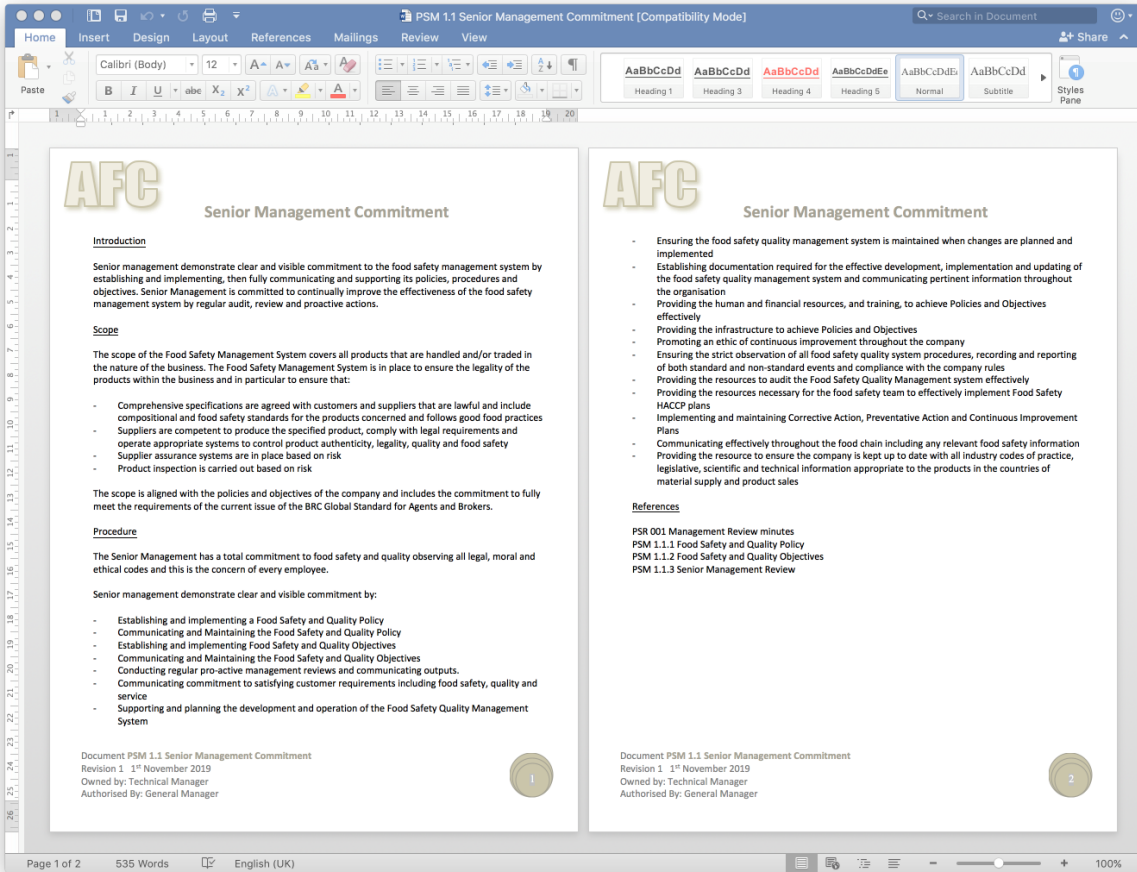 PSM 1.1 Senior Management Commitment [Compatibility Mode]
Search in Document
Home Insert Design Layout References Mailings Review View
Share
Paste
Calibri (Body) 12
AaBbCcDd AaBbCcDd AaBbCcDd AaBbCcDdEe AaBbCcDdEe AaBbCcDd
Heading 1 Heading 3 Heading 4 Heading 5 Normal Subtitle
Styles
Pane
AFC
Senior Management Commitment
Introduction
Senior management demonstrate clear and visible commitment to the food safety management system by
establishing and implementing, then fully communicating and supporting its policies, procedures and
objectives. Senior Management is committed to continually improve the effectiveness of the food safety
management system by regular audit, review and proactive actions.
Scope
The scope of the Food Safety Management System covers all products that are handled and/or traded in
the nature of the business. The Food Safety Management System is in place to ensure the legality of the
products within the business and in particular to ensure that:
- Comprehensive specifications are agreed with customers and suppliers that are lawful and include
compositional and food safety standards for the products concerned and follows good food practices
- Suppliers are competent to produce the specified product, comply with legal requirements and
operate appropriate systems to control product authenticity, legality, quality and food safety
- Supplier assurance systems are in place based on risk
- Product inspection is carried out based on risk
The scope is aligned with the policies and objectives of the company and includes the commitment to fully
meet the requirements of the current issue of the BRC Global Standard for Agents and Brokers.
Procedure
The Senior Management has a total commitment to food safety and quality observing all legal, moral and
ethical codes and this is the concern of every employee.
Senior management demonstrate clear and visible commitment by:
- Establishing and implementing a Food Safety and Quality Policy
- Communicating and Maintaining the Food Safety and Quality Policy
- Establishing and implementing Food Safety and Quality Objectives
- Communicating and Maintaining the Food Safety and Quality Objectives
- Conducting regular pro-active management reviews and communicating outputs.
- Communicating commitment to satisfying customer requirements including food safety, quality and
service
- Supporting and planning the development and operation of the Food Safety Quality Management
System
Document PSM 1.1 Senior Management Commitment
Revision 1 1st November 2019
Owned by: Technical Manager
Authorised By: General Manager
1
AFC
Senior Management Commitment
- Ensuring the food safety quality management system is maintained when changes are planned and
implemented
- Establishing documentation required for the effective development, implementation and updating of
the food safety quality management system and communicating pertinent information throughout
the organisation
- Providing the human and financial resources, and training, to achieve Policies and Objectives
effectively
- Providing the infrastructure to achieve Policies and Objectives
- Promoting an ethic of continuous improvement throughout the company
- Ensuring the strict observation of all food safety quality system procedures, recording and reporting
of both standard and non-standard events and compliance with the company rules
- Providing the resources to audit the Food Safety Quality Management system effectively
- Providing the resources necessary for the food safety team to effectively implement Food Safety
HACCP plans
- Implementing and maintaining Corrective Action, Preventative Action and Continuous Improvement
Plans
- Communicating effectively throughout the food chain including any relevant food safety information
- Providing the resource to ensure the company is kept up to date with all industry codes of practice,
legislative, scientific and technical information appropriate to the products in the countries of
material supply and product sales
References
PSR 001 Management Review minutes
PSM 1.1.1 Food Safety and Quality Policy
PSM 1.1.2 Food Safety and Quality Objectives
PSM 1.1.3 Senior Management Review
Document PSM 1.1 Senior Management Commitment
Revision 1 1st November 2019
Owned by: Technical Manager
Authorised By: General Manager
2
Page 1 of 2 535 Words English (UK) 100%